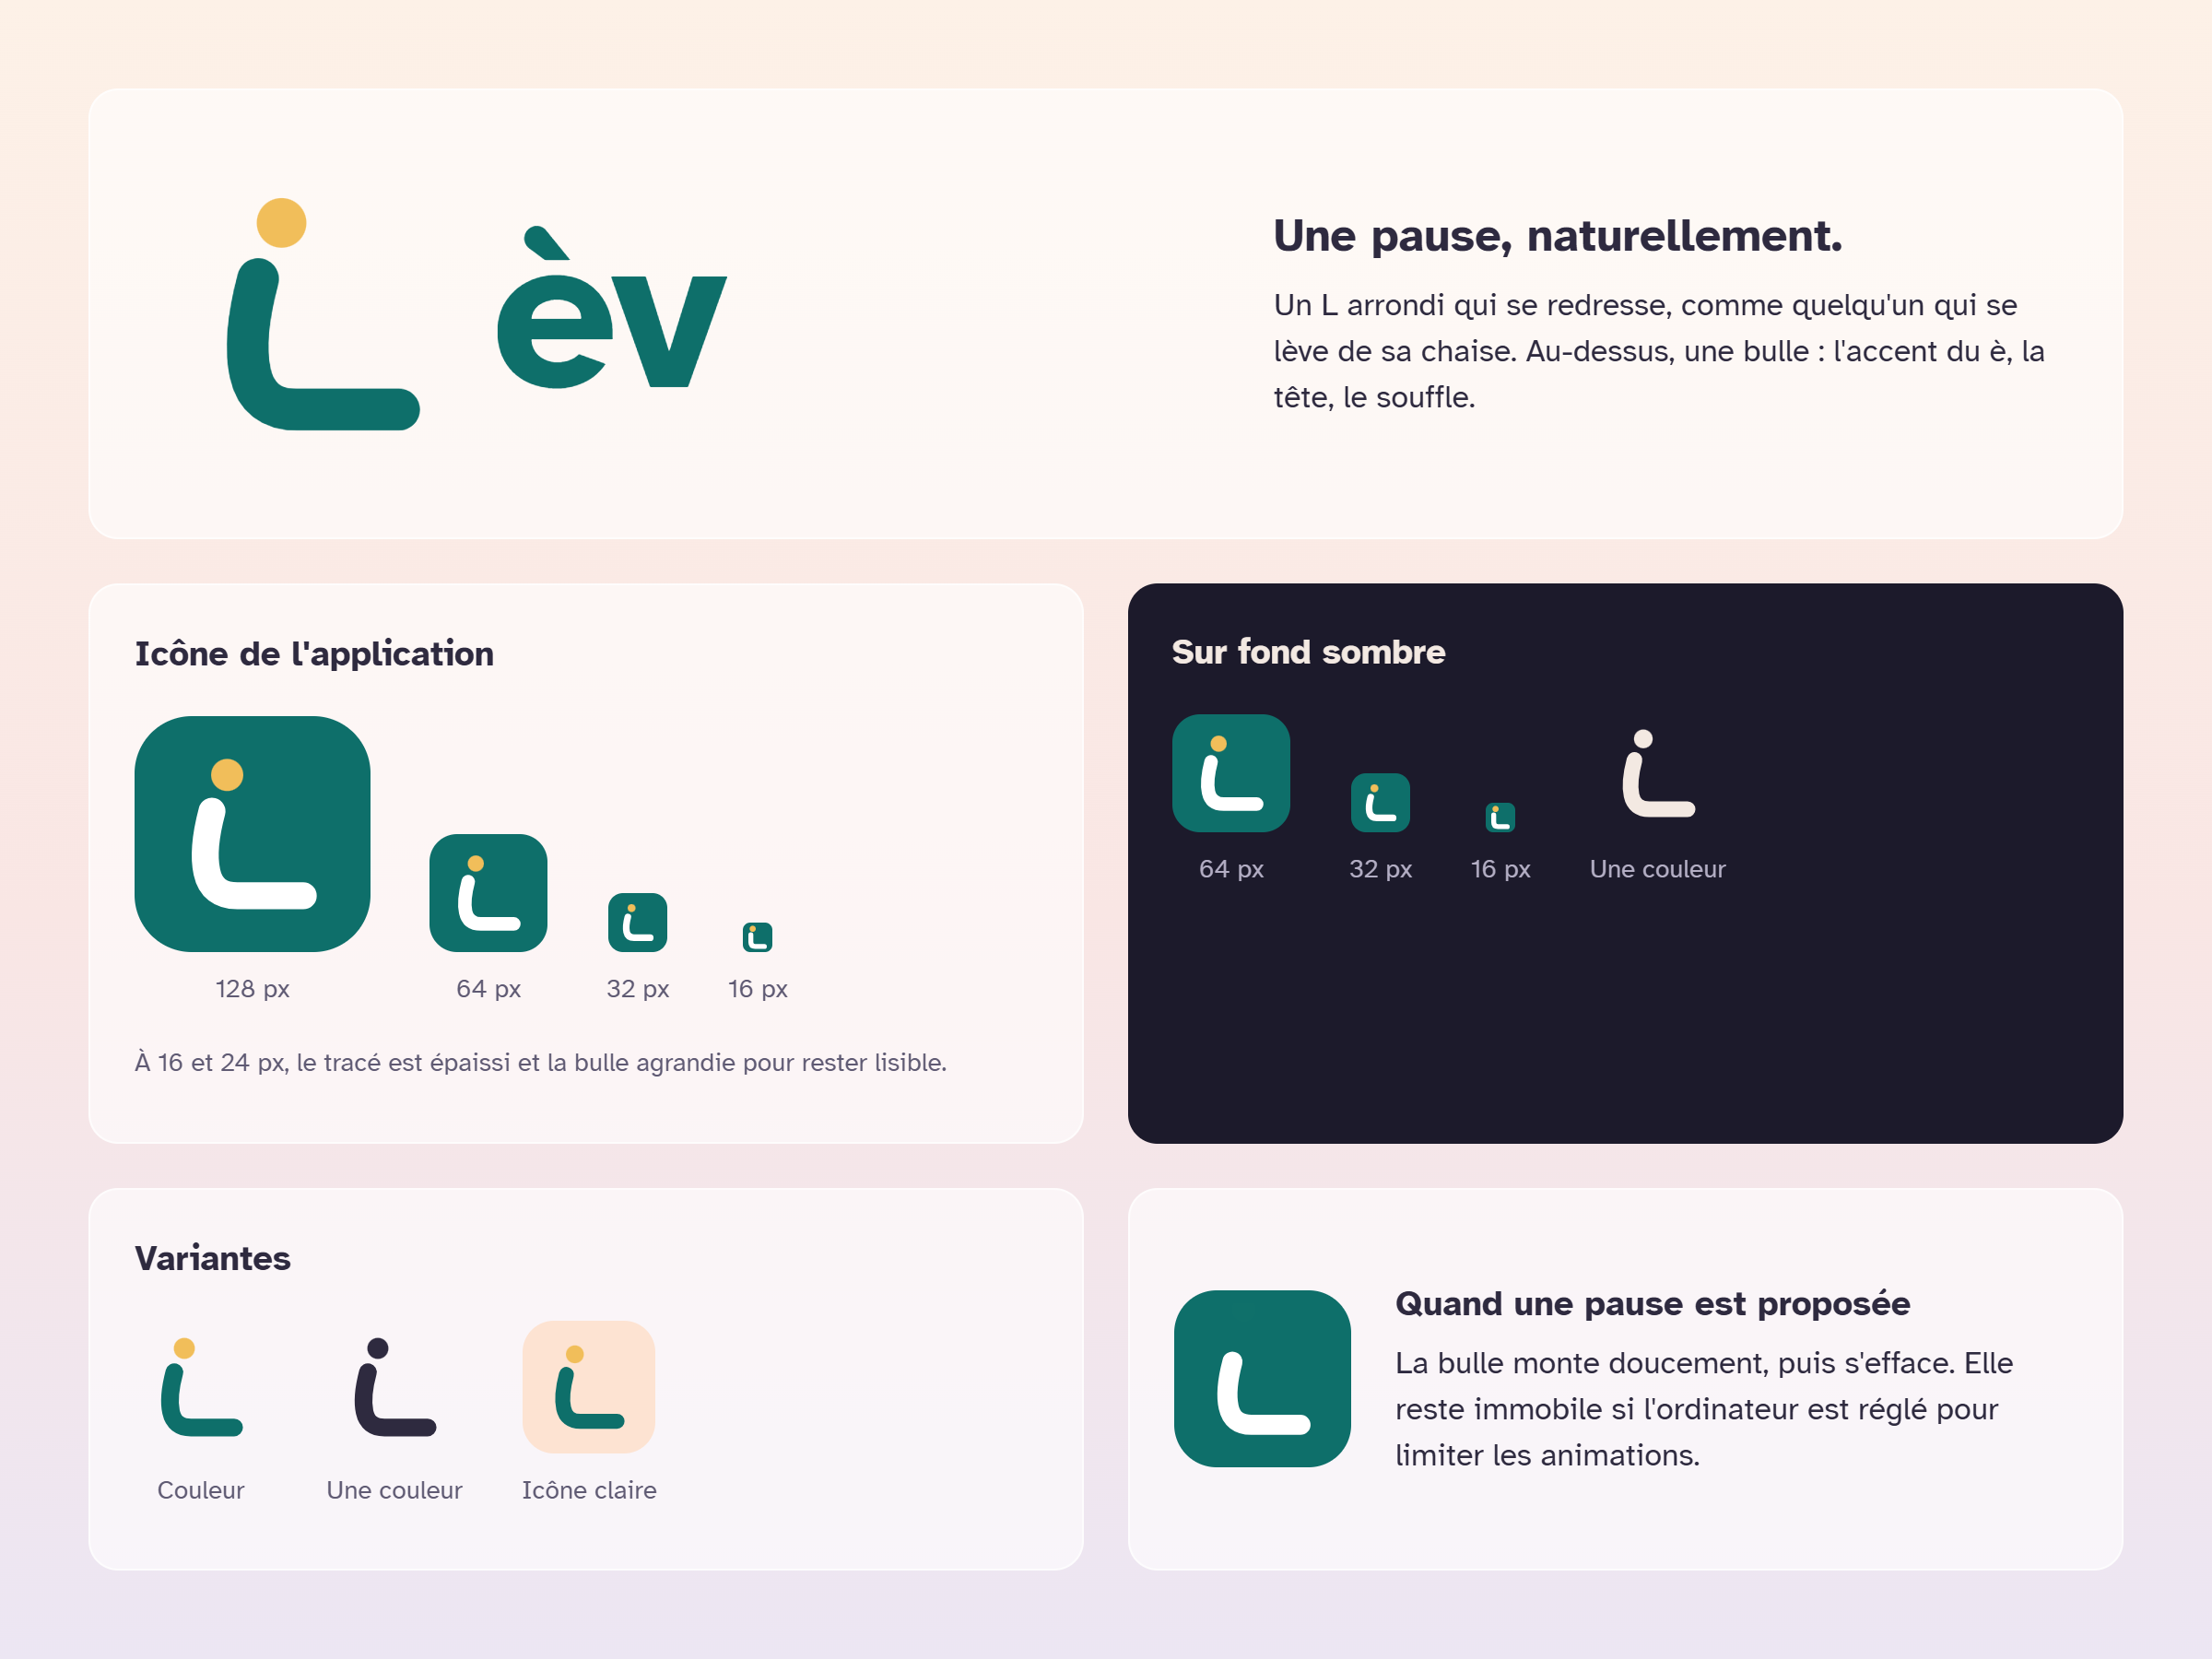 Lèv
Une pause, naturellement.
Un L arrondi qui se redresse, comme quelqu'un qui se
lève de sa chaise. Au-dessus, une bulle : l'accent du è, la
tête, le souffle.
Icône de l'application
128 px
64 px
32 px
16 px
À 16 et 24 px, le tracé est épaissi et la bulle agrandie pour rester lisible.
Sur fond sombre
64 px
32 px
16 px
Une couleur
Variantes
Couleur
Une couleur
Icône claire
Quand une pause est proposée
La bulle monte doucement, puis s'efface. Elle
reste immobile si l'ordinateur est réglé pour
limiter les animations.